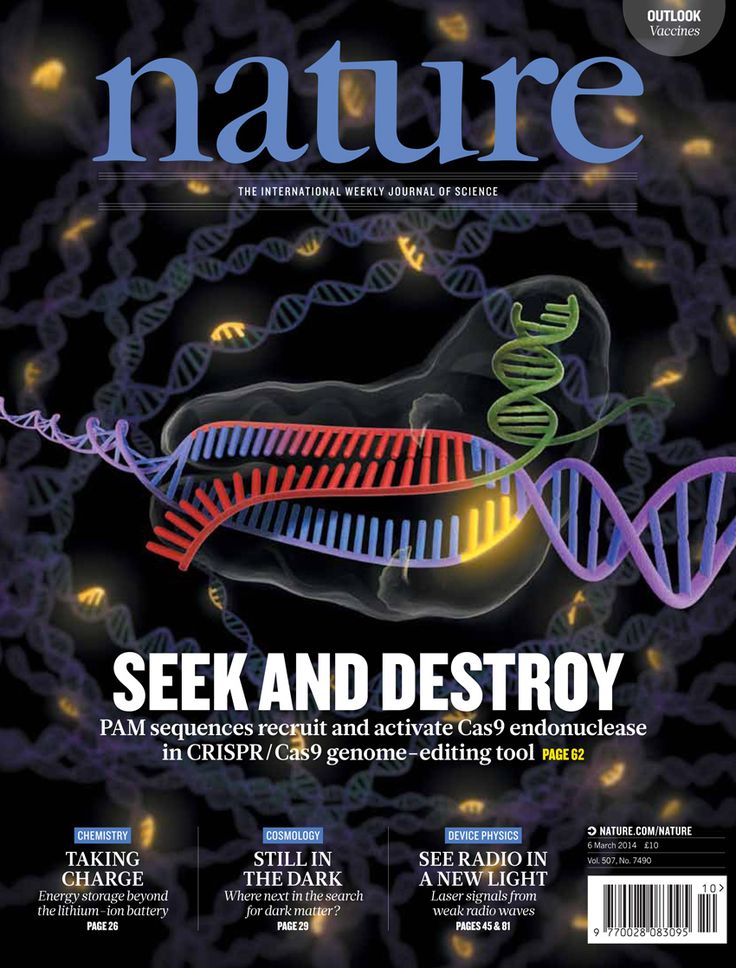 OUTLOOK
Vaccines
nature
THE INTERNATIONAL WEEKLY JOURNAL OF SCIENCE
SEEK AND DESTROY
PAM sequences recruit and activate Cas9 endonuclease
in CRISPR/Cas9 genome-editing tool PAGE 62
CHEMISTRY
TAKING
CHARGE
Energy storage beyond
the lithium-ion battery
PAGE 26
COSMOLOGY
STILL IN
THE DARK
Where next in the search
for dark matter?
PAGE 29
DEVICE PHYSICS
SEE RADIO IN
A NEW LIGHT
Laser signals from
weak radio waves
PAGES 45 & 81
NATURE.COM/NATURE
6 March 2014 £10
Vol. 507, No. 7490
10
9 770028 083095